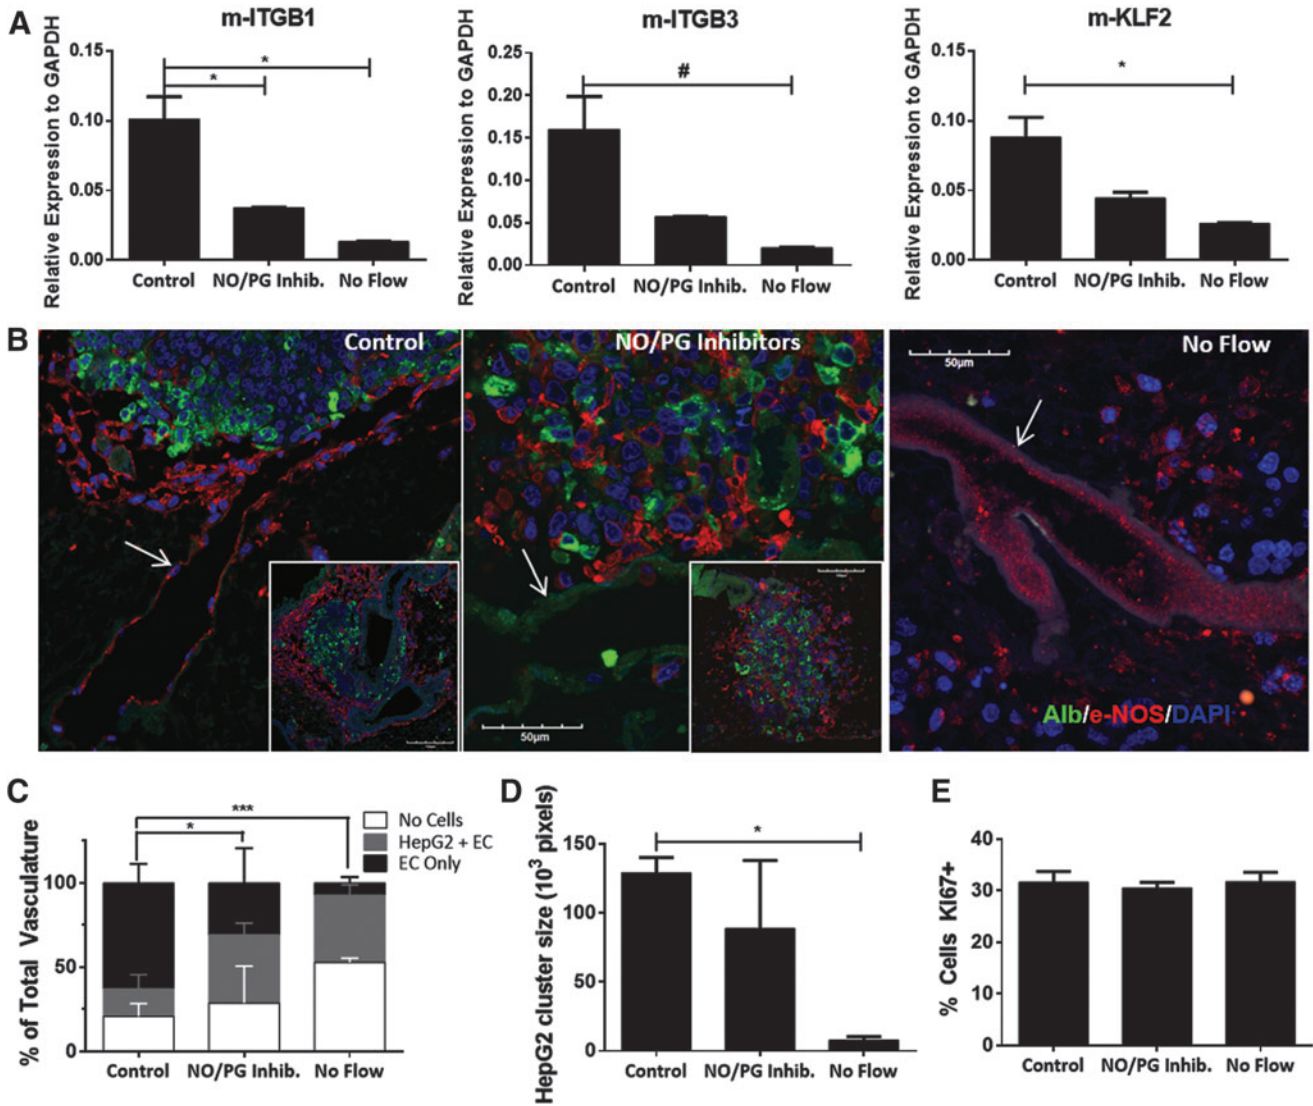 A
m-ITGB1
Relative Expression to GAPDH
0.15
0.10
0.05
0.00
*
*
Control
NO/PG Inhib.
No Flow
m-ITGB3
Relative Expression to GAPDH
0.25
0.20
0.15
0.10
0.05
0.00
#
Control
NO/PG Inhib.
No Flow
m-KLF2
Relative Expression to GAPDH
0.15
0.10
0.05
0.00
*
Control
NO/PG Inhib.
No Flow
B
Control
NO/PG Inhibitors
50µm
No Flow
50µm
Alb/e-NOS/DAPI
C
% of Total Vasculature
100
50
0
***
*
No Cells
HepG2 + EC
EC Only
Control
NO/PG Inhib.
No Flow
D
HepG2 cluster size (10³ pixels)
150
100
50
0
*
Control
NO/PG Inhib.
No Flow
E
% Cells KI67+
40
30
20
10
0
Control
NO/PG Inhib.
No Flow